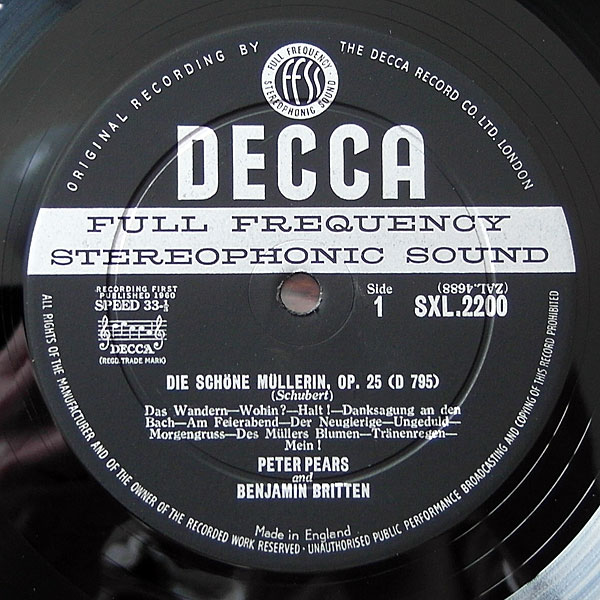 ORIGINAL RECORDING BY
THE DECCA RECORD CO. LTD. LONDON
FULL FREQUENCY
FFSS
STEREOPHONIC SOUND
DECCA
FULL FREQUENCY
STEREOPHONIC SOUND
RECORDING FIRST
PUBLISHED 1960
SPEED 33-⅓
DECCA
(REGD. TRADE MARK)
Side
1
(ZAL.4688)
SXL.2200
DIE SCHÖNE MÜLLERIN, OP. 25 (D 795)
(Schubert)
Das Wandern—Wohin?—Halt!—Danksagung an den
Bach—Am Feierabend—Der Neugierige—Ungeduld—
Morgengruss—Des Müllers Blumen—Tränenregen—
Mein!
PETER PEARS
and
BENJAMIN BRITTEN
Made in England
ALL RIGHTS OF THE MANUFACTURER AND OF THE OWNER OF THE RECORDED WORK RESERVED · UNAUTHORISED PUBLIC PERFORMANCE BROADCASTING AND COPYING OF THIS RECORD PROHIBITED